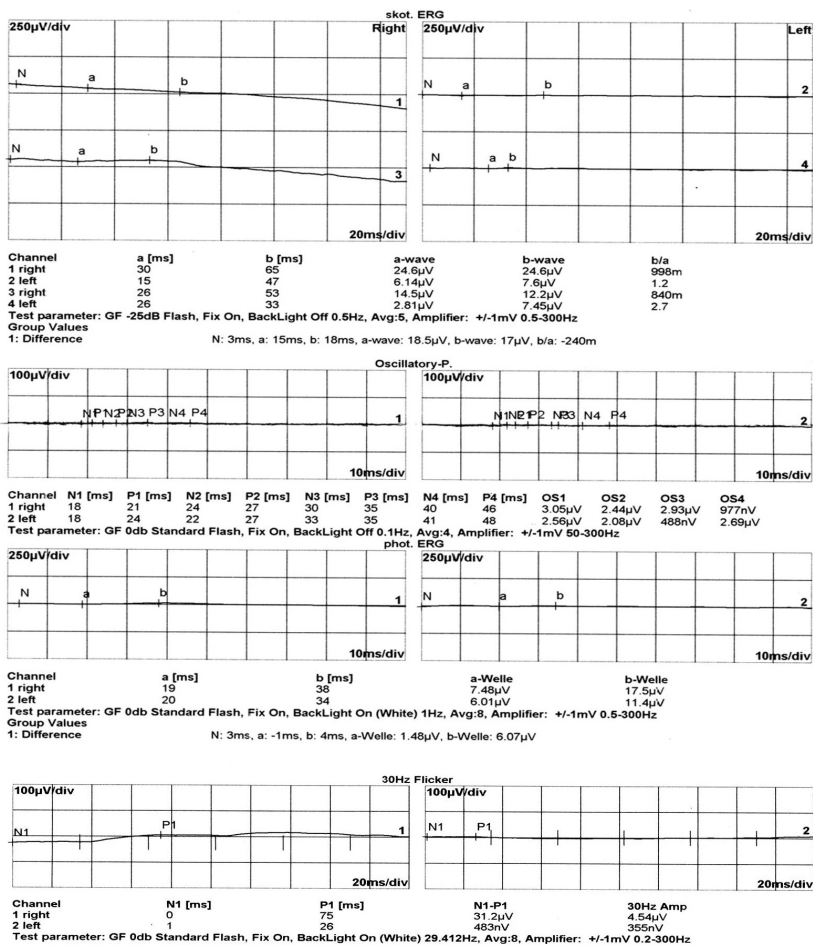 skot. ERG
250µV/div Right 250µV/div Left
N a b 1 N a b 2
N a b 3 N a b 4
20ms/div 20ms/div
Channel a [ms] b [ms] a-wave b-wave b/a
1 right 30 65 24.6µV 24.6µV 998m
2 left 15 47 6.14µV 7.6µV 1.2
3 right 26 53 14.5µV 12.2µV 840m
4 left 26 33 2.81µV 7.45µV 2.7
Test parameter: GF -25dB Flash, Fix On, BackLight Off 0.5Hz, Avg:5, Amplifier: +/-1mV 0.5-300Hz
Group Values
1: Difference N: 3ms, a: 15ms, b: 18ms, a-wave: 18.5µV, b-wave: 17µV, b/a: -240m
Oscillatory-P.
100µV/div 100µV/div
N1 P1 N2 P2 N3 P3 N4 P4 1 N1 N2 P1 P2 N3 P3 N4 P4 2
10ms/div 10ms/div
Channel N1 [ms] P1 [ms] N2 [ms] P2 [ms] N3 [ms] P3 [ms] N4 [ms] P4 [ms] OS1 OS2 OS3 OS4
1 right 18 21 24 27 30 35 40 46 3.05µV 2.44µV 2.93µV 977nV
2 left 18 24 22 27 33 35 41 48 2.56µV 2.08µV 488nV 2.69µV
Test parameter: GF 0db Standard Flash, Fix On, BackLight Off 0.1Hz, Avg:4, Amplifier: +/-1mV 50-300Hz
phot. ERG
250µV/div 250µV/div
N a b 1 N a b 2
10ms/div 10ms/div
Channel a [ms] b [ms] a-Welle b-Welle
1 right 19 38 7.48µV 17.5µV
2 left 20 34 6.01µV 11.4µV
Test parameter: GF 0db Standard Flash, Fix On, BackLight On (White) 1Hz, Avg:8, Amplifier: +/-1mV 0.5-300Hz
Group Values
1: Difference N: 3ms, a: -1ms, b: 4ms, a-Welle: 1.48µV, b-Welle: 6.07µV
30Hz Flicker
100µV/div 100µV/div
N1 P1 1 N1 P1 2
20ms/div 20ms/div
Channel N1 [ms] P1 [ms] N1-P1 30Hz Amp
1 right 0 75 31.2µV 4.54µV
2 left 1 26 483nV 355nV
Test parameter: GF 0db Standard Flash, Fix On, BackLight On (White) 29.412Hz, Avg:8, Amplifier: +/-1mV 0.2-300Hz